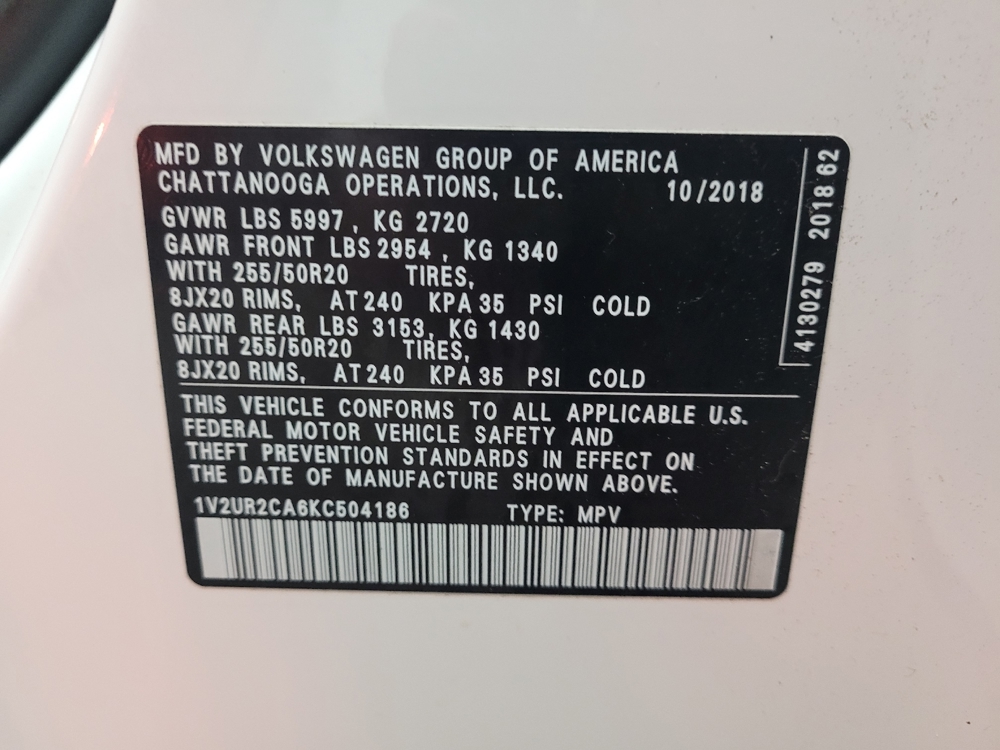 MFD BY VOLKSWAGEN GROUP OF AMERICA
CHATTANOOGA OPERATIONS, LLC. 10/2018
GVWR LBS 5997, KG 2720
GAWR FRONT LBS 2954, KG 1340
WITH 255/50R20 TIRES,
8JX20 RIMS, AT 240 KPA 35 PSI COLD
GAWR REAR LBS 3153, KG 1430
WITH 255/50R20 TIRES,
8JX20 RIMS, AT 240 KPA 35 PSI COLD
THIS VEHICLE CONFORMS TO ALL APPLICABLE U.S.
FEDERAL MOTOR VEHICLE SAFETY AND
THEFT PREVENTION STANDARDS IN EFFECT ON
THE DATE OF MANUFACTURE SHOWN ABOVE.
1V2UR2CA6KC504186 TYPE: MPV
4130279 2018 62